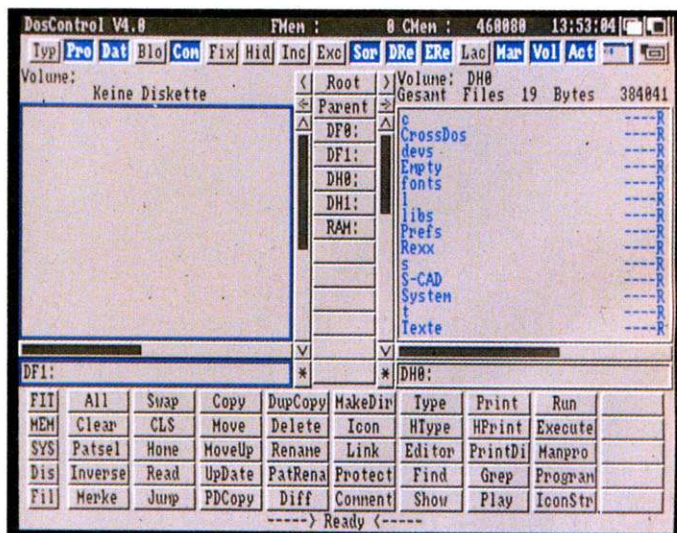 DosControl V4.0 FMem : 0 CMem : 460080 13:53:04
Typ Pro Dat Blo Com Fix Hid Inc Exc Sor DRe ERe Lac Mar Vol Act
Volume:
Keine Diskette
< Root >
Parent
DF0:
DF1:
DH0:
DH1:
RAM:
Volume: DH0
Gesamt Files 19 Bytes 384041
c ----R
CrossDos ----R
devs ----R
Empty ----R
fonts ----R
l ----R
libs ----R
Prefs ----R
Rexx ----R
s ----R
S-CAD ----R
System ----R
t ----R
Texte ----R
DF1: * * DH0:
FIT All Swap Copy DupCopy MakeDir Type Print Run
MEM Clear CLS Move Delete Icon HType HPrint Execute
SYS Patsel Home MoveUp Rename Link Editor PrintDi Manpro
Dis Inverse Read UpDate PatRena Protect Find Grep Program
Fil Merke Jump PDCopy Diff Comment Show Play IconStr
-----> Ready <-----